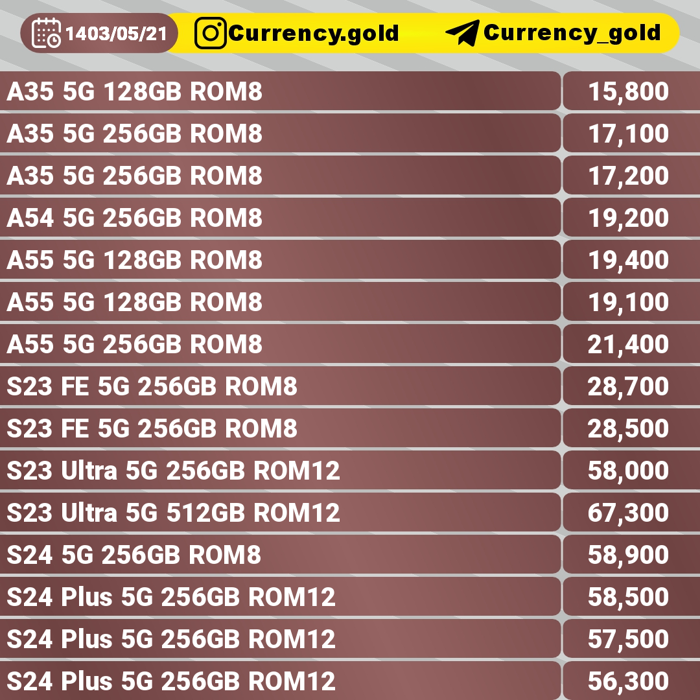 1403/05/21 Currency.gold Currency_gold
A35 5G 128GB ROM8 15,800
A35 5G 256GB ROM8 17,100
A35 5G 256GB ROM8 17,200
A54 5G 256GB ROM8 19,200
A55 5G 128GB ROM8 19,400
A55 5G 128GB ROM8 19,100
A55 5G 256GB ROM8 21,400
S23 FE 5G 256GB ROM8 28,700
S23 FE 5G 256GB ROM8 28,500
S23 Ultra 5G 256GB ROM12 58,000
S23 Ultra 5G 512GB ROM12 67,300
S24 5G 256GB ROM8 58,900
S24 Plus 5G 256GB ROM12 58,500
S24 Plus 5G 256GB ROM12 57,500
S24 Plus 5G 256GB ROM12 56,300